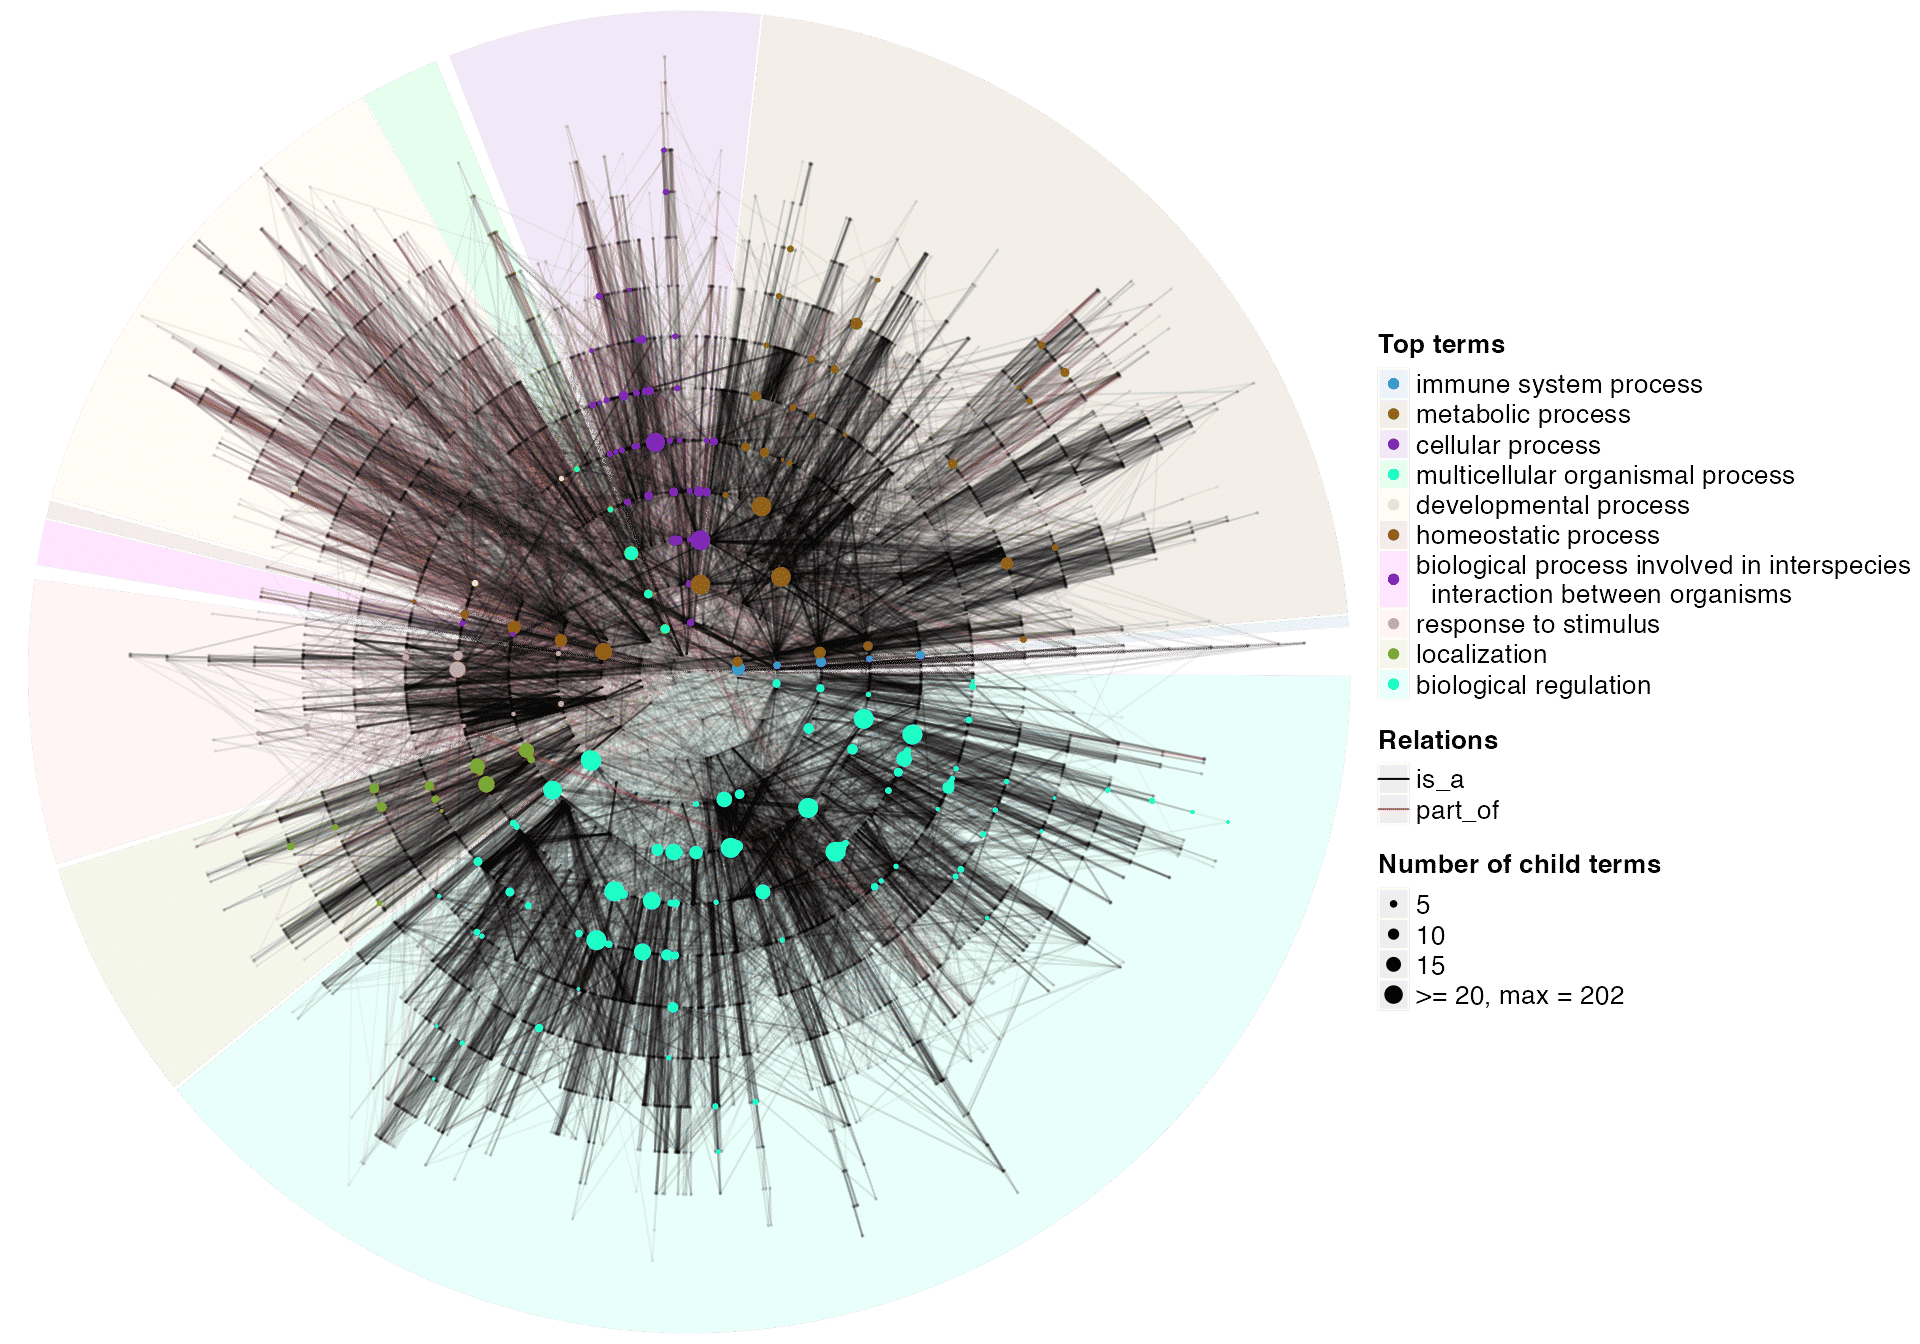 Top terms
immune system process
metabolic process
cellular process
multicellular organismal process
developmental process
homeostatic process
biological process involved in interspecies
interaction between organisms
response to stimulus
localization
biological regulation
Relations
is_a
part_of
Number of child terms
5
10
15
>= 20, max = 202